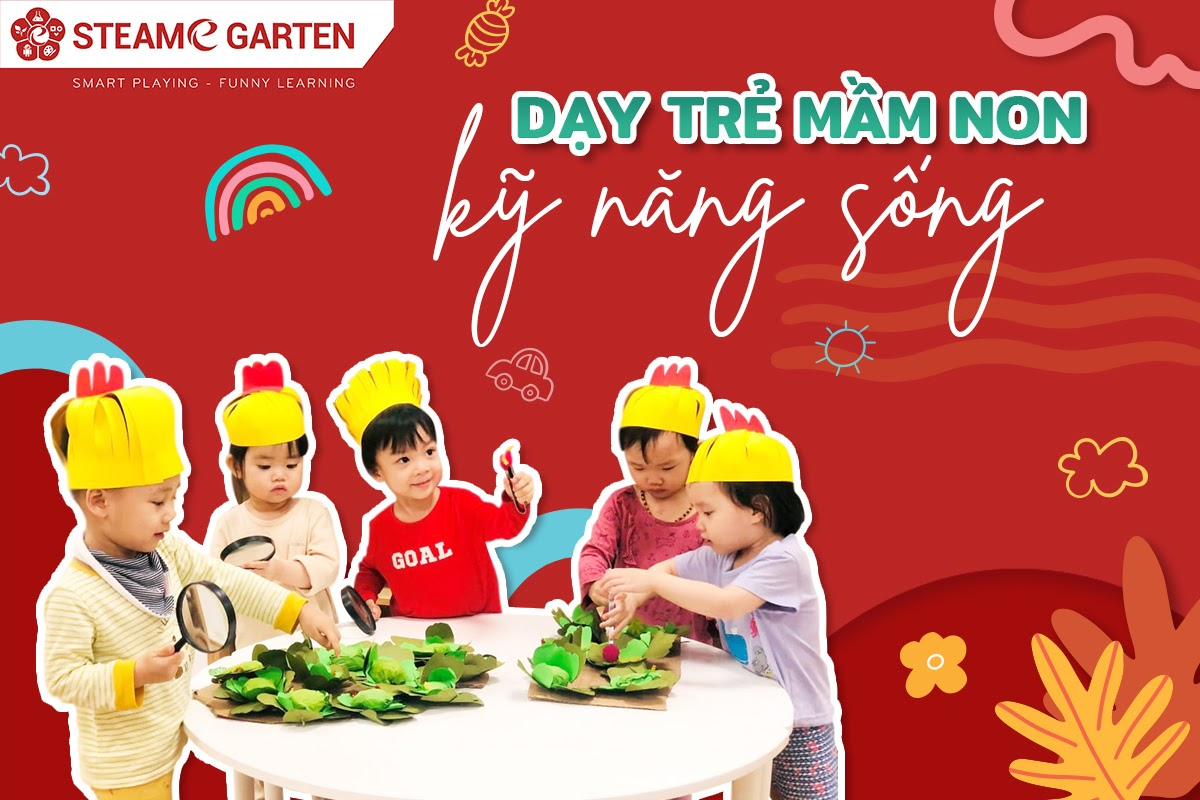 STEAMe GARTEN
SMART PLAYING - FUNNY LEARNING
DẠY TRẺ MẦM NON
kỹ năng sống
GOAL